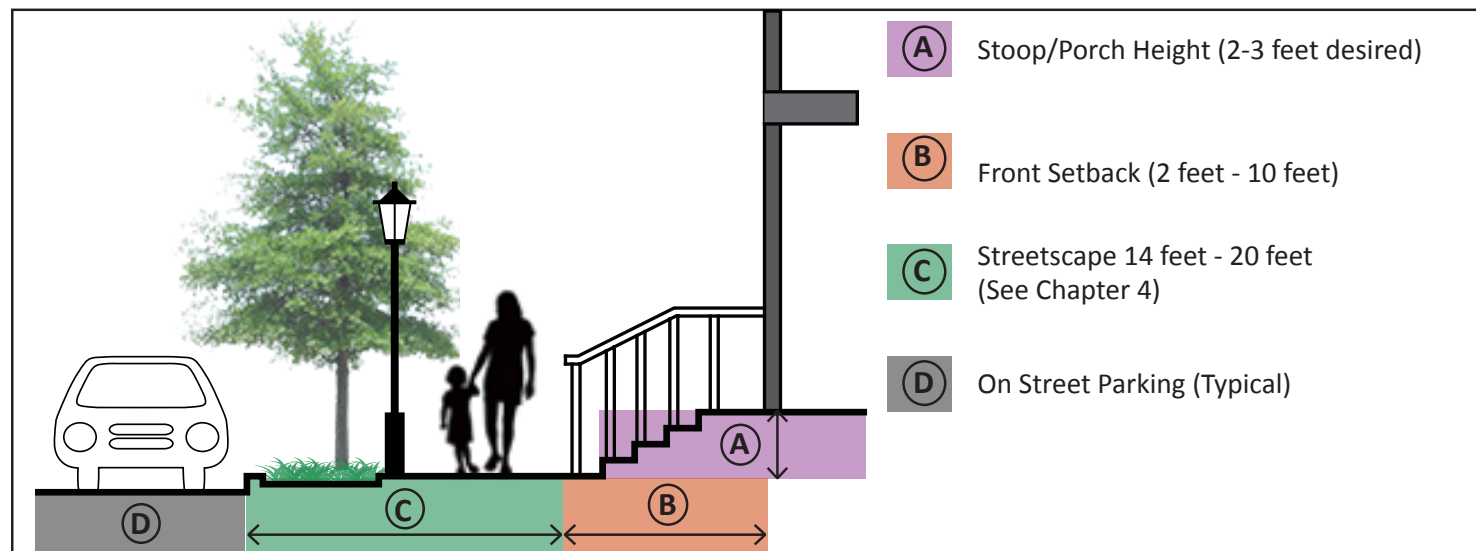 A Stoop/Porch Height (2-3 feet desired)
B Front Setback (2 feet - 10 feet)
C Streetscape 14 feet - 20 feet
(See Chapter 4)
D On Street Parking (Typical)
A
D
C
B